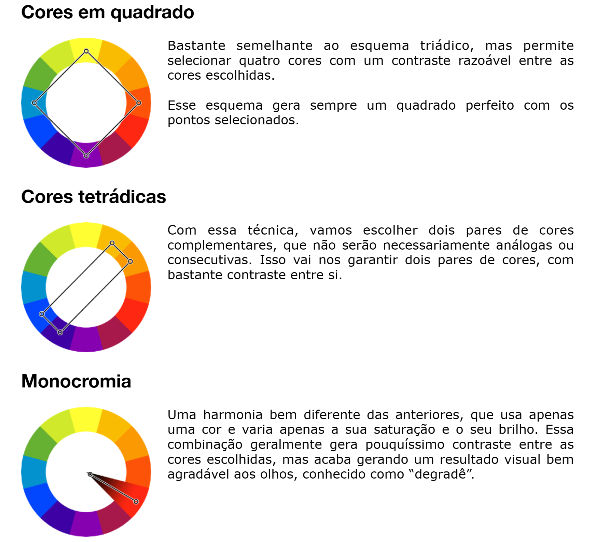 Cores em quadrado
Bastante semelhante ao esquema triádico, mas permite
selecionar quatro cores com um contraste razoável entre as
cores escolhidas.
Esse esquema gera sempre um quadrado perfeito com os
pontos selecionados.
Cores tetrádicas
Com essa técnica, vamos escolher dois pares de cores
complementares, que não serão necessariamente análogas ou
consecutivas. Isso vai nos garantir dois pares de cores, com
bastante contraste entre si.
Monocromia
Uma harmonia bem diferente das anteriores, que usa apenas
uma cor e varia apenas a sua saturação e o seu brilho. Essa
combinação geralmente gera pouquíssimo contraste entre as
cores escolhidas, mas acaba gerando um resultado visual bem
agradável aos olhos, conhecido como “degradê”.